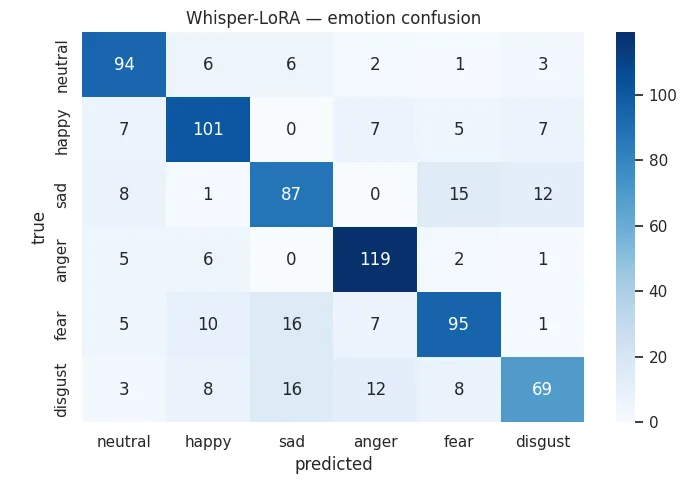 Whisper-LoRA — emotion confusion
neutral 94 6 6 2 1 3
happy 7 101 0 7 5 7
sad 8 1 87 0 15 12
anger 5 6 0 119 2 1
fear 5 10 16 7 95 1
disgust 3 8 16 12 8 69
neutral happy sad anger fear disgust
predicted
true
100
80
60
40
20
0